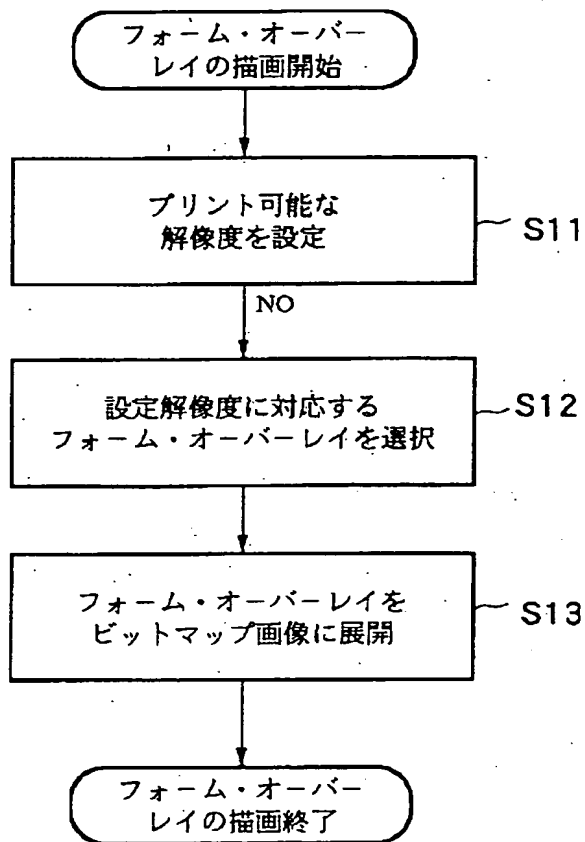 フォーム・オーバー
レイの描画開始
プリント可能な
解像度を設定
S11
NO
設定解像度に対応する
フォーム・オーバーレイを選択
S12
フォーム・オーバーレイを
ビットマップ画像に展開
S13
フォーム・オーバー
レイの描画終了